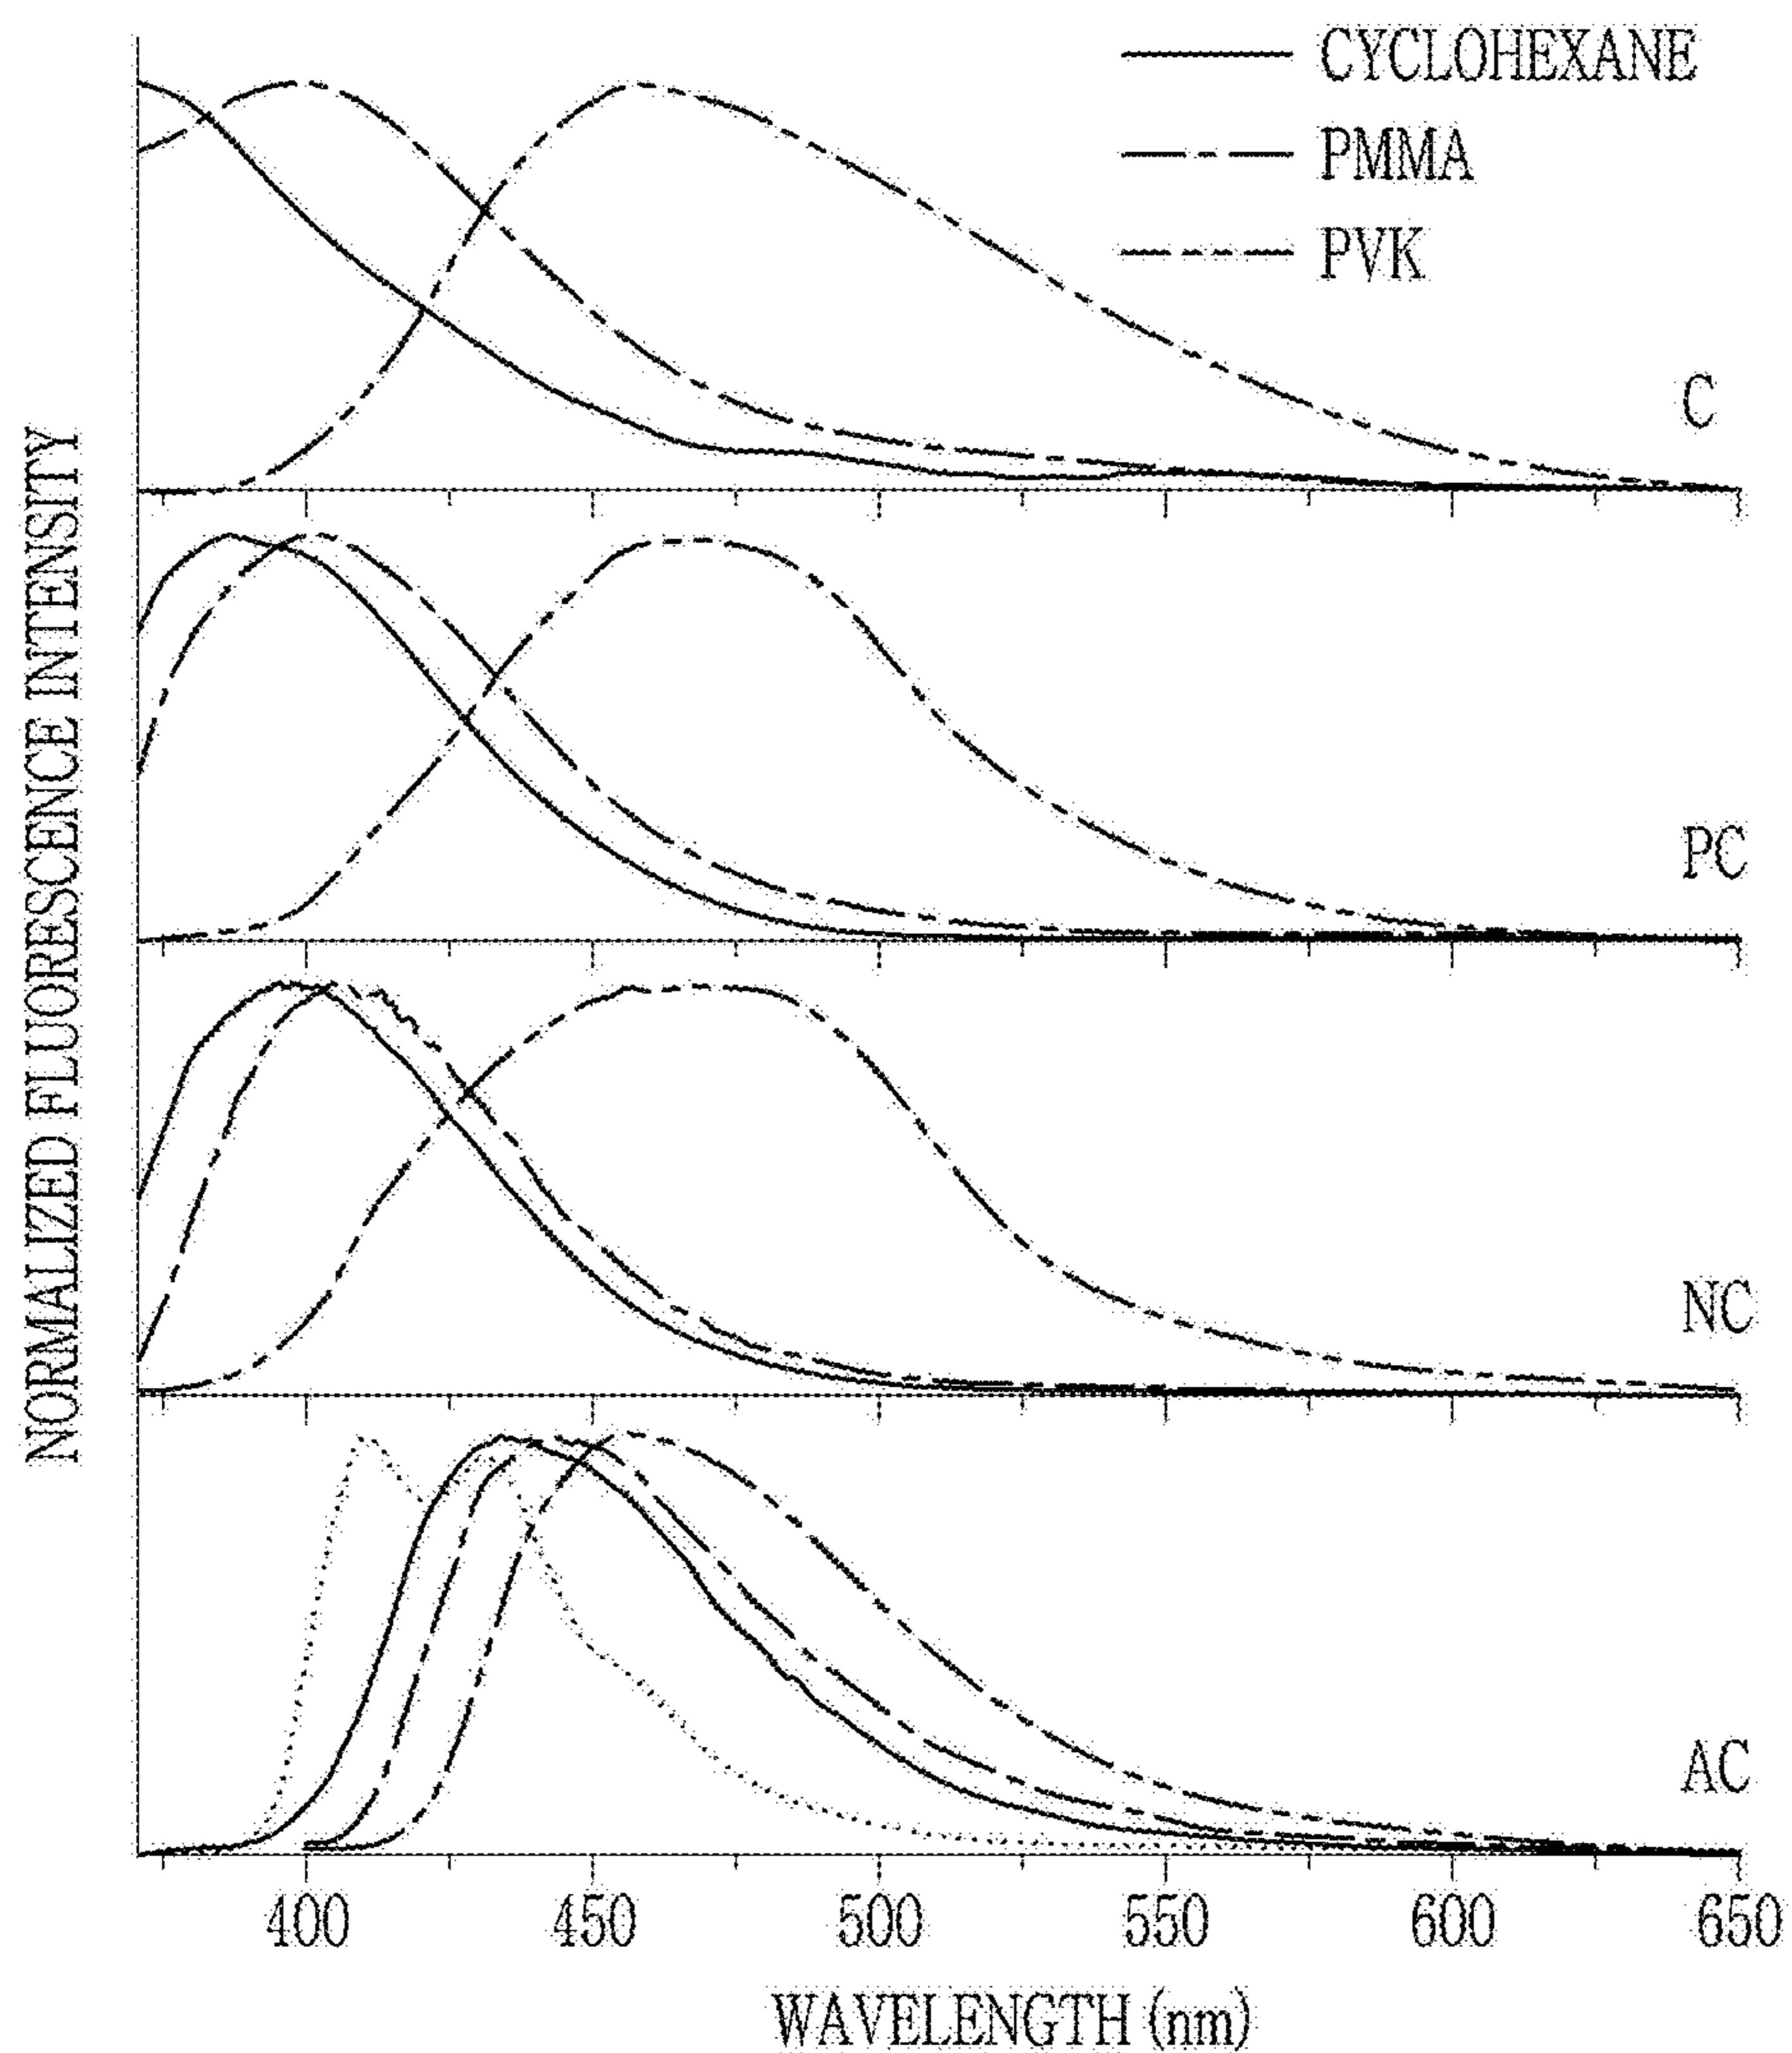 CYCLOHEXANE
PMMA
PVK
C
PC
NC
AC
NORMALIZED FLUORESCENCE INTENSITY
400 450 500 550 600 650
WAVELENGTH (nm)